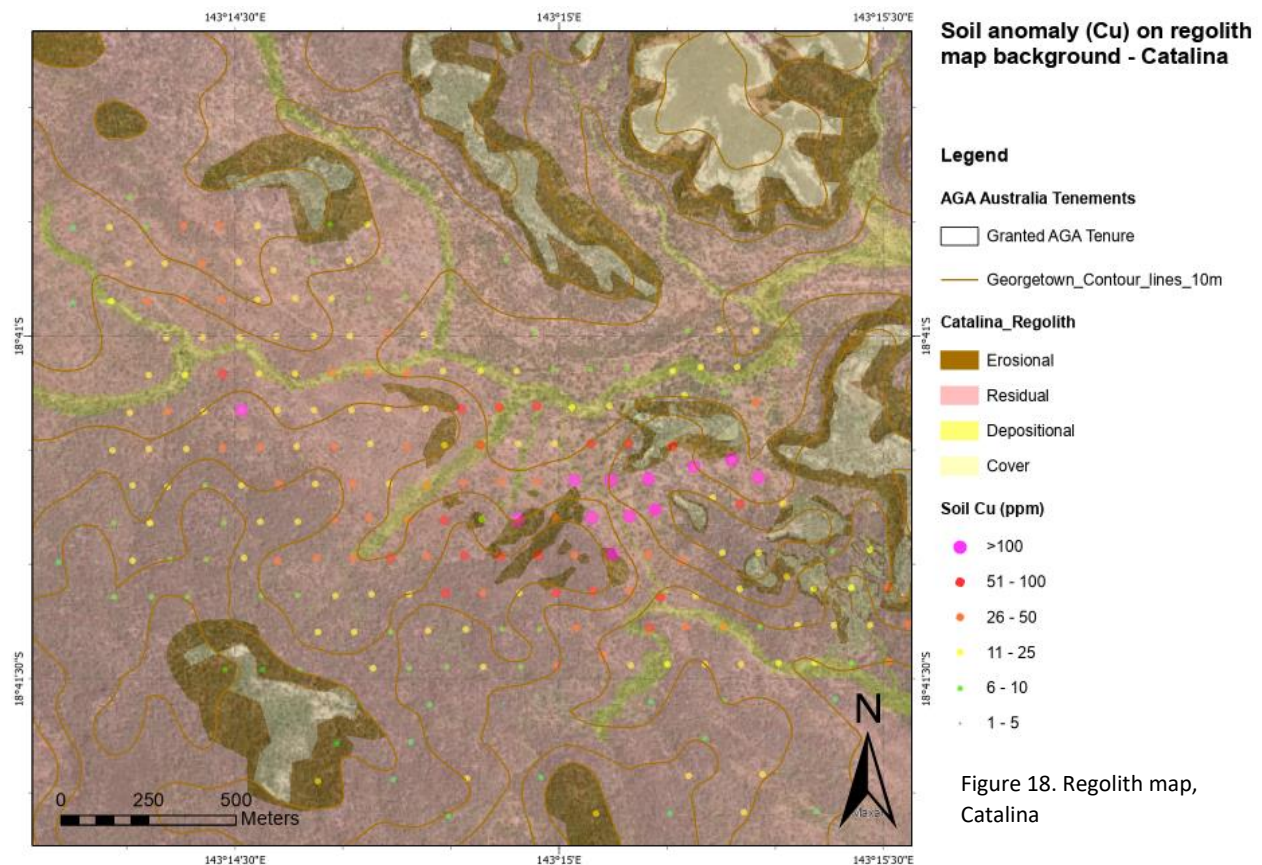 143°14'30"E 143°15'E 143°15'30"E
Soil anomaly (Cu) on regolith
map background - Catalina
Legend
AGA Australia Tenements
Granted AGA Tenure
Georgetown_Contour_lines_10m
Catalina_Regolith
Erosional
Residual
Depositional
Cover
Soil Cu (ppm)
>100
51 - 100
26 - 50
11 - 25
6 - 10
1 - 5
18°41'S 18°41'S
18°41'30"S 18°41'30"S
N
0 250 500
Meters
Maxar
143°14'30"E 143°15'E 143°15'30"E
Figure 18. Regolith map,
Catalina